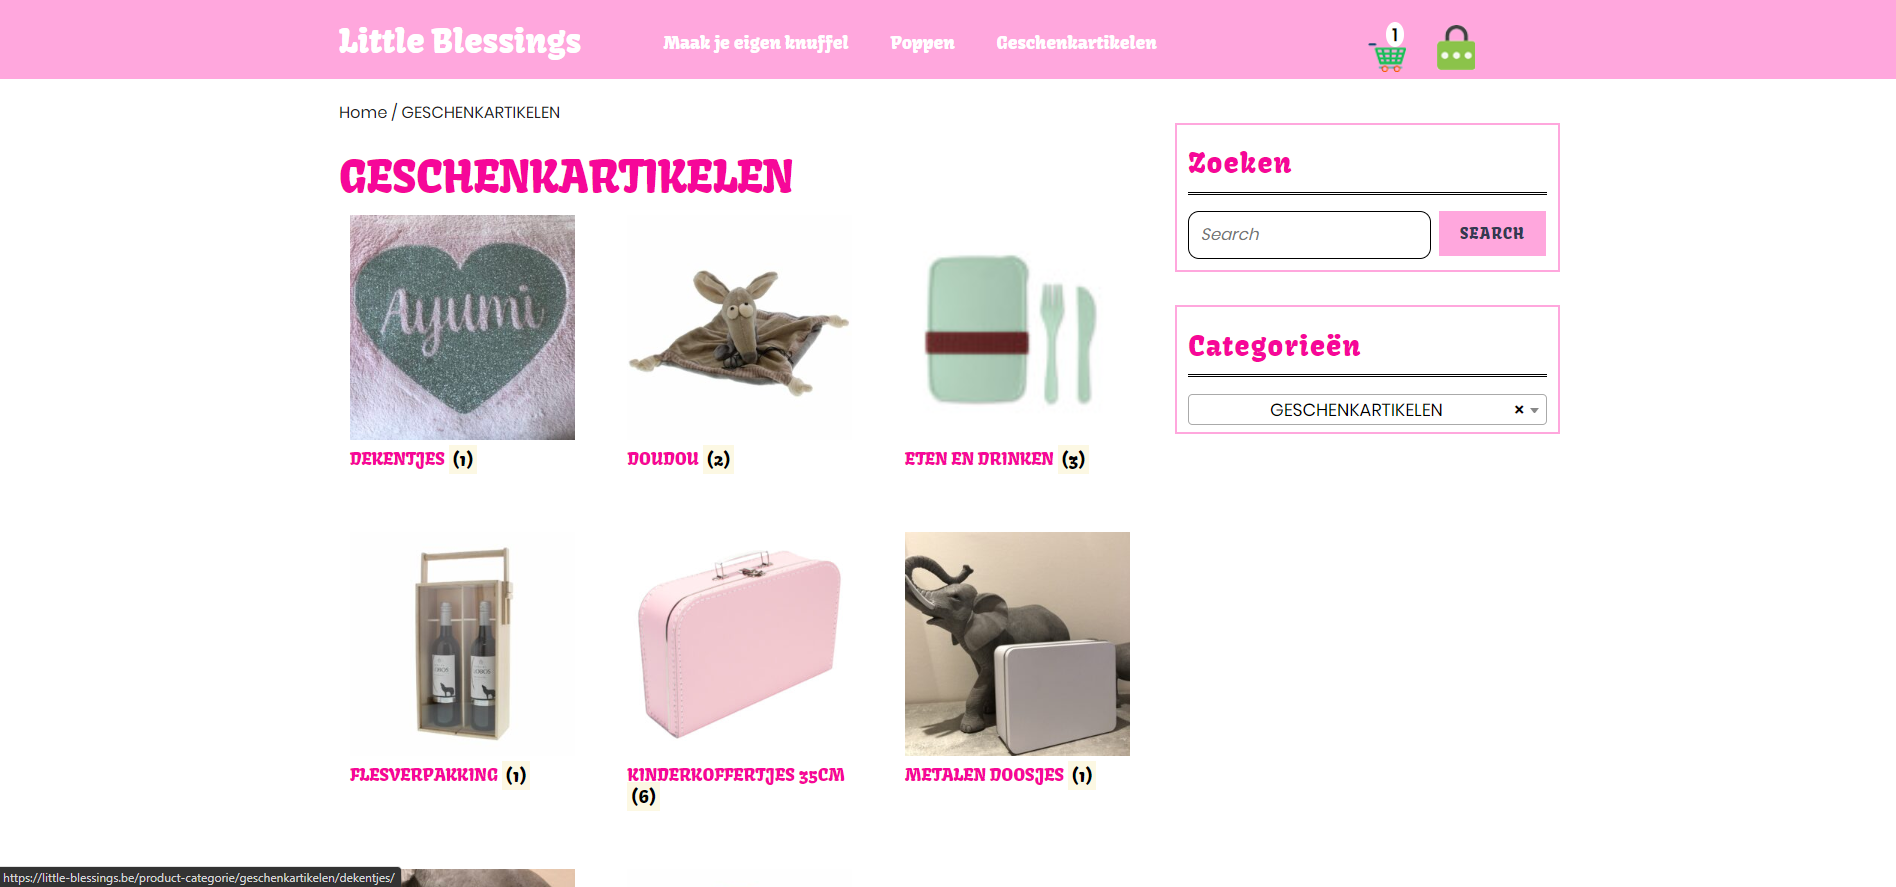 Little Blessings
Maak je eigen knuffel
Poppen
Geschenkartikelen
1
Home / GESCHENKARTIKELEN
GESCHENKARTIKELEN
Ayumi
DEKENTJES (1)
DOUDOU (2)
ETEN EN DRINKEN (3)
FLESVERPAKKING (1)
KINDERKOFFERTJES 35CM
(6)
METALEN DOOSJES (1)
Zoeken
Search
SEARCH
Categorieën
GESCHENKARTIKELEN ×
https://little-blessings.be/product-categorie/geschenkartikelen/dekentjes/